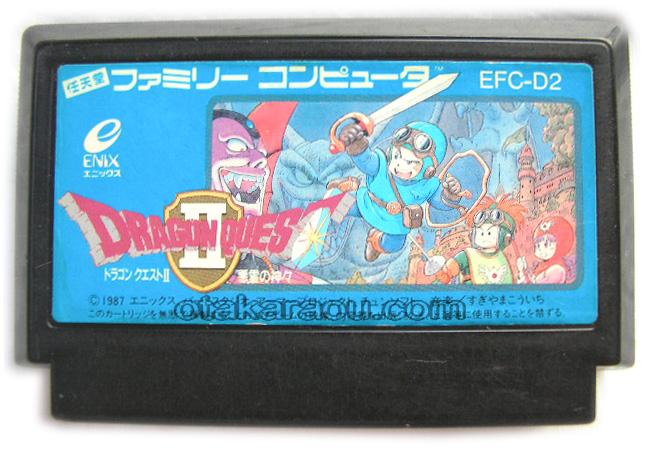 任天堂 ファミリー コンピュータ™
EFC-D2
ENIX
エニックス
DRAGON QUEST
II
ドラゴンクエストII 悪霊の神々
©1987 エニックス
すぎやまこういち
このカートリッジを無
に使用することを禁ずる。
otakaraou.com